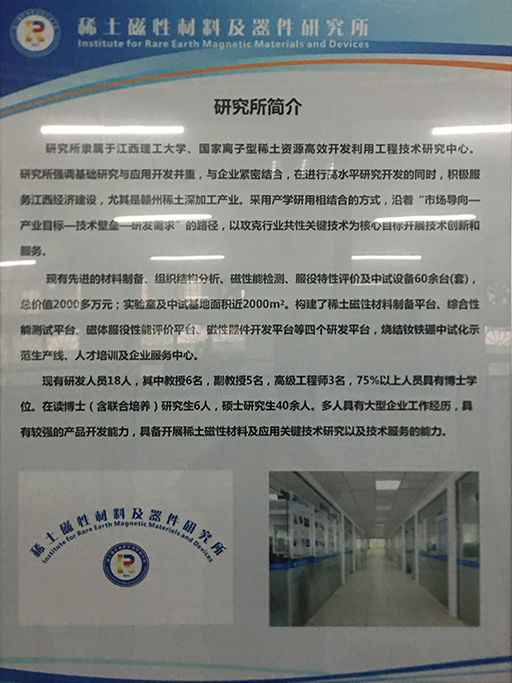 稀土磁性材料及器件研究所
Institute for Rare Earth Magnetic Materials and Devices
研究所简介
研究所隶属于江西理工大学、国家离子型稀土资源高效开发利用工程技术研究中心。
研究所强调基础研究与应用开发并重，与企业紧密结合，在进行高水平研究开发的同时，积极服
务江西经济建设，尤其是赣州稀土深加工产业。采用产学研用相结合的方式，沿着“市场导向—
产业目标—技术壁垒—研发需求”的路径，以攻克行业共性关键技术为核心目标开展技术创新和
服务。
现有先进的材料制备、组织结构分析、磁性能检测、服役特性评价及中试设备60余台(套)，
总价值2000多万元；实验室及中试基地面积近2000m²。构建了稀土磁性材料制备平台、综合性
能测试平台、磁体服役性能评价平台、磁性器件开发平台等四个研发平台，烧结钕铁硼中试化示
范生产线、人才培训及企业服务中心。
现有研发人员18人，其中教授6名，副教授5名，高级工程师3名，75%以上人员具有博士学
位。在读博士（含联合培养）研究生6人，硕士研究生40余人。多人具有大型企业工作经历，具
有较强的产品开发能力，具备开展稀土磁性材料及应用关键技术研究以及技术服务的能力。
稀土磁性材料及器件研究所
Institute for Rare Earth Magnetic Materials and Devices